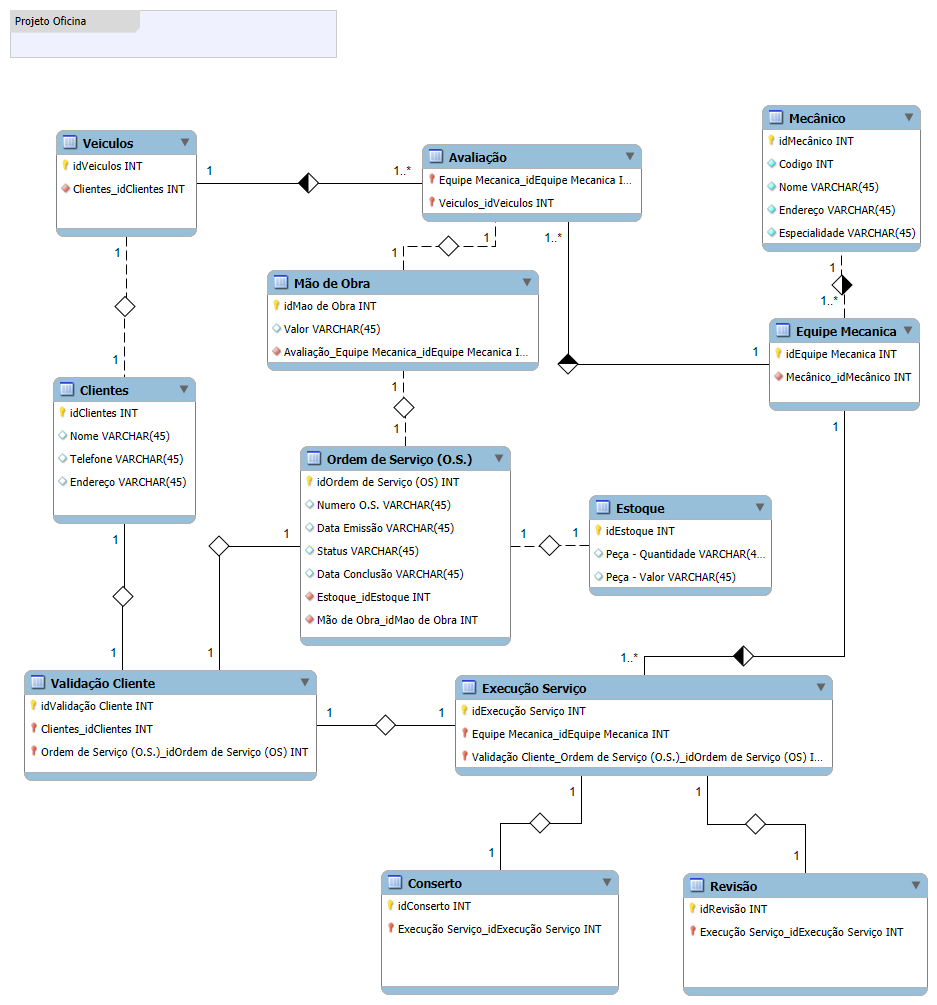 Projeto Oficina
Veiculos
idVeiculos INT
Clientes_idClientes INT
1
1..*
Avaliação
Equipe Mecanica_idEquipe Mecanica I...
Veiculos_idVeiculos INT
Mecânico
idMecânico INT
Codigo INT
Nome VARCHAR(45)
Endereço VARCHAR(45)
Especialidade VARCHAR(45)
1
1
1
1..*
Mão de Obra
idMao de Obra INT
Valor VARCHAR(45)
Avaliação_Equipe Mecanica_idEquipe Mecanica I...
1
1..*
Equipe Mecanica
idEquipe Mecanica INT
Mecânico_idMecânico INT
1
1
Clientes
idClientes INT
Nome VARCHAR(45)
Telefone VARCHAR(45)
Endereço VARCHAR(45)
1
1
1
Ordem de Serviço (O.S.)
idOrdem de Serviço (OS) INT
Numero O.S. VARCHAR(45)
Data Emissão VARCHAR(45)
Status VARCHAR(45)
Data Conclusão VARCHAR(45)
Estoque_idEstoque INT
Mão de Obra_idMao de Obra INT
1
1
Estoque
idEstoque INT
Peça - Quantidade VARCHAR(4...
Peça - Valor VARCHAR(45)
1
1
1
1
1..*
Validação Cliente
idValidação Cliente INT
Clientes_idClientes INT
Ordem de Serviço (O.S.)_idOrdem de Serviço (OS) INT
1
1
Execução Serviço
idExecução Serviço INT
Equipe Mecanica_idEquipe Mecanica INT
Validação Cliente_Ordem de Serviço (O.S.)_idOrdem de Serviço (OS) I...
1
1
1
1
Conserto
idConserto INT
Execução Serviço_idExecução Serviço INT
Revisão
idRevisão INT
Execução Serviço_idExecução Serviço INT